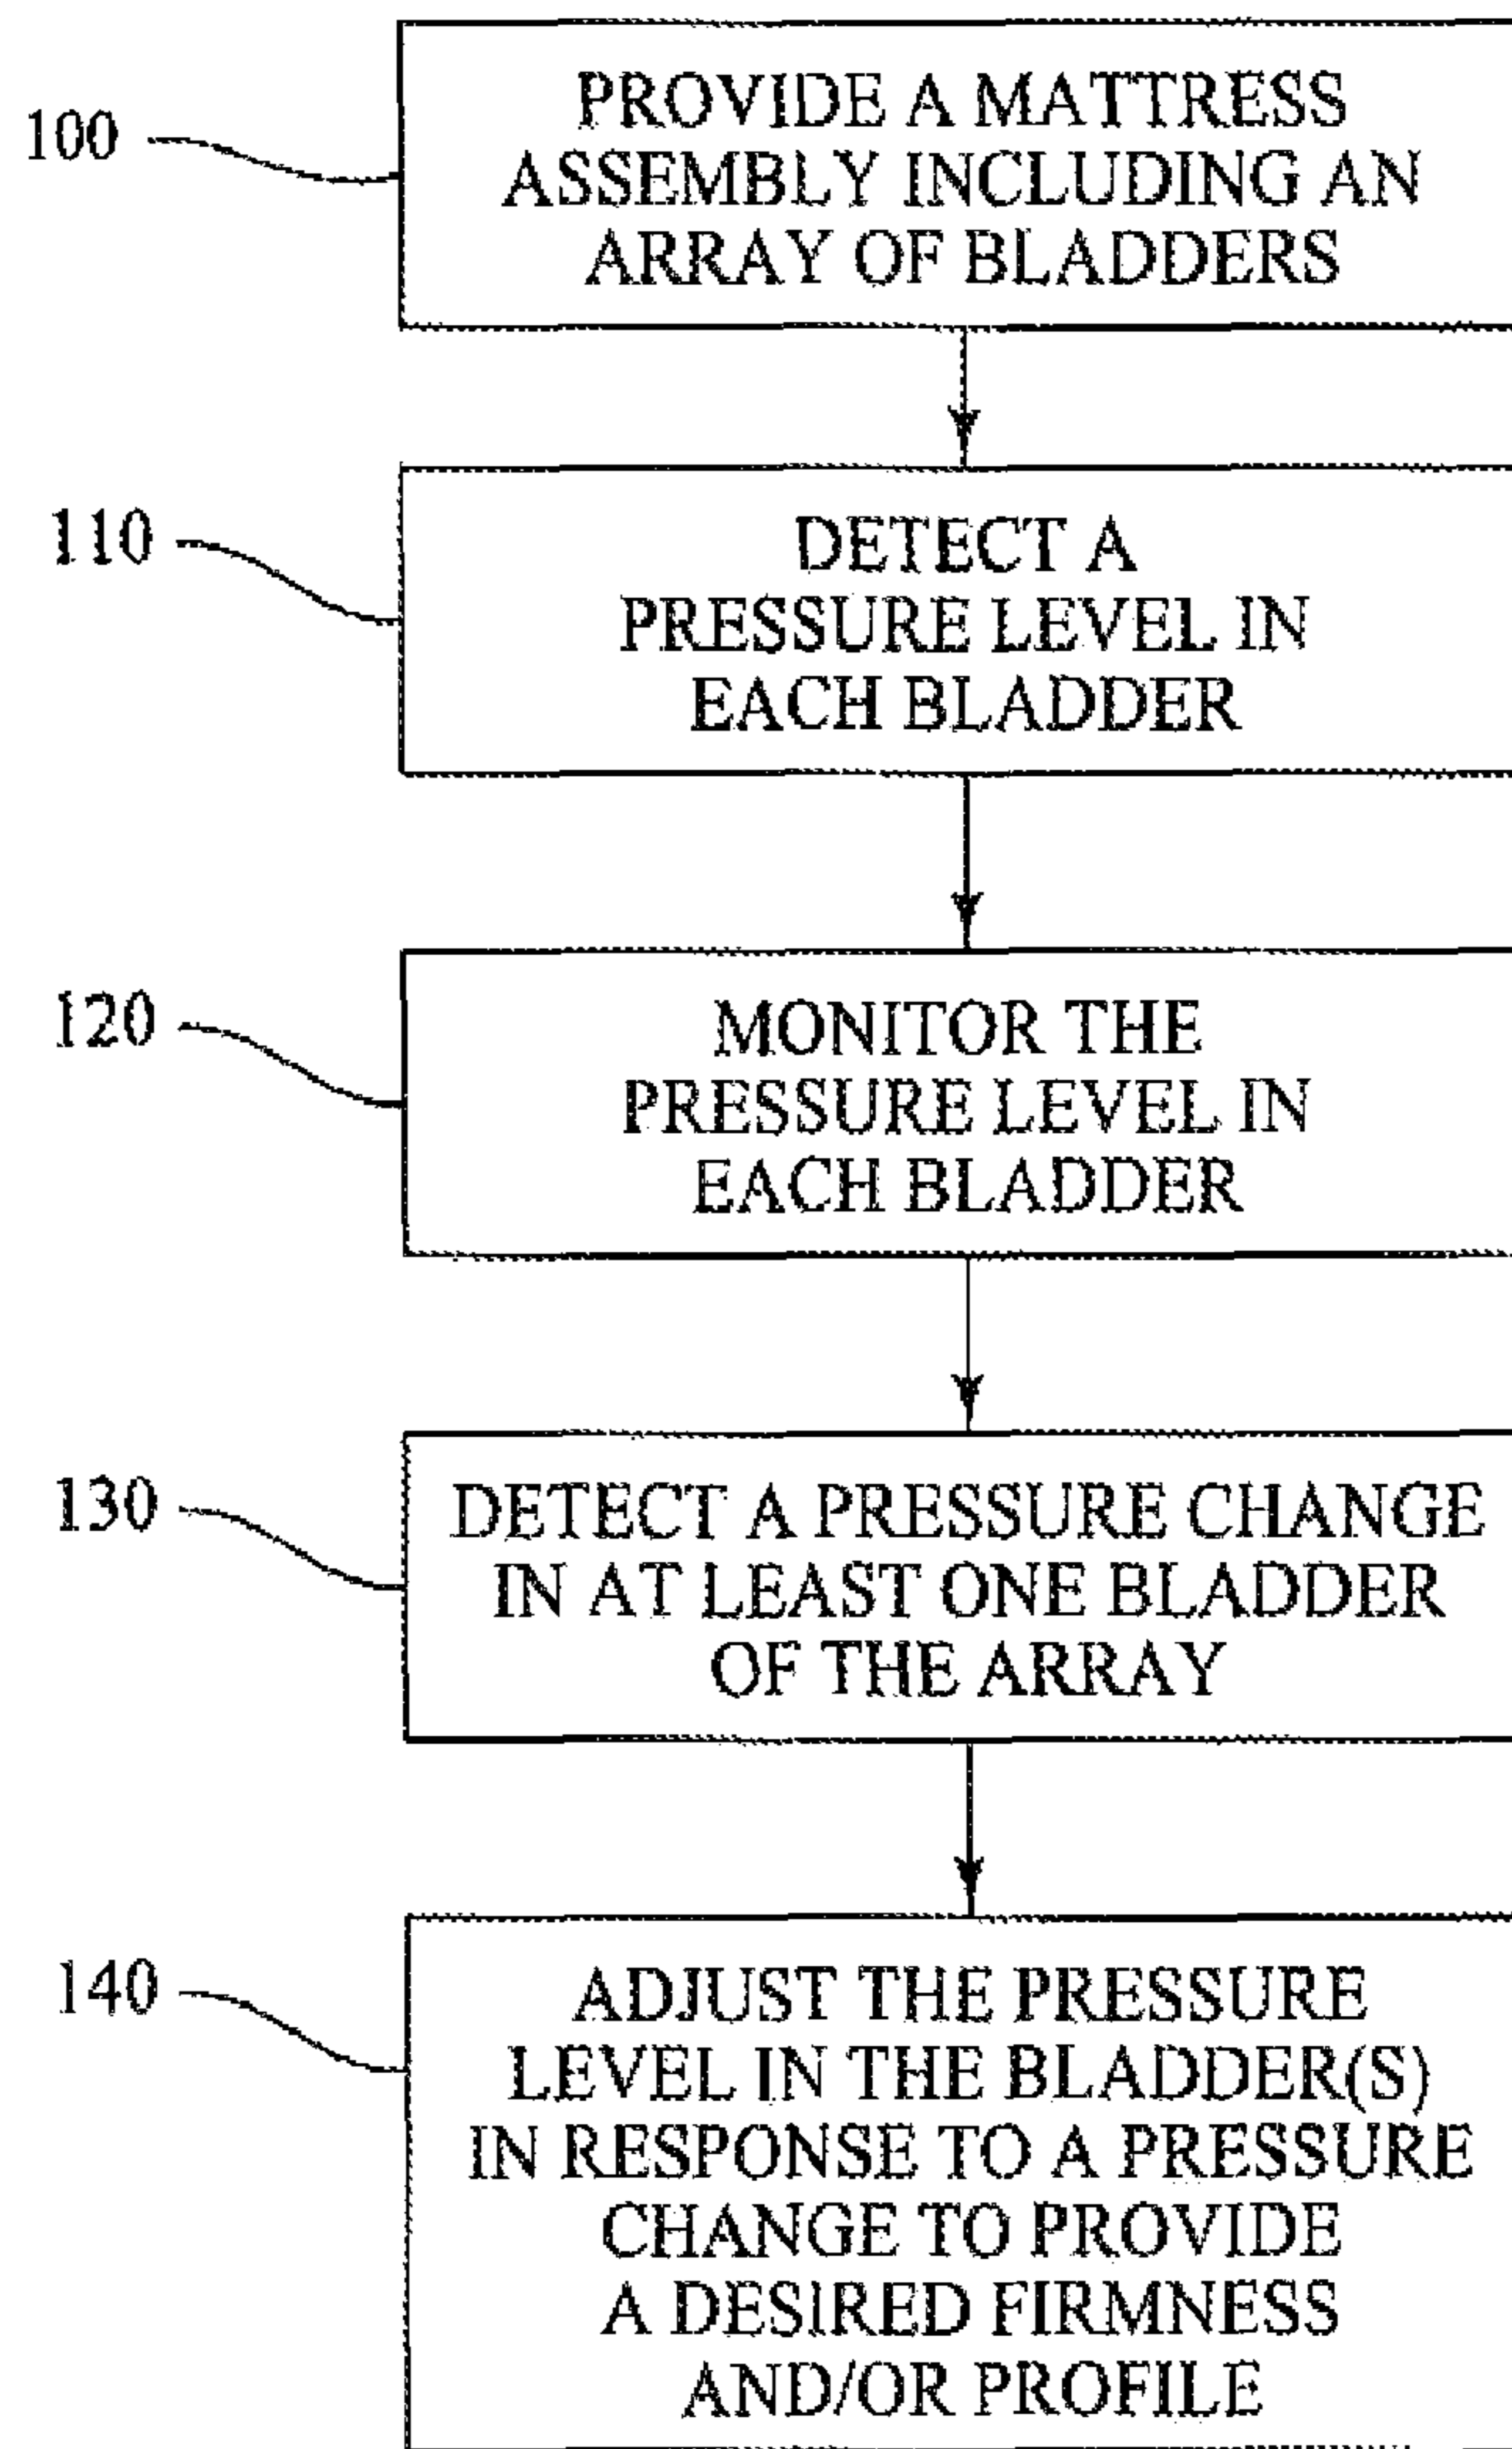 100
PROVIDE A MATTRESS
ASSEMBLY INCLUDING AN
ARRAY OF BLADDERS
110
DETECT A
PRESSURE LEVEL IN
EACH BLADDER
120
MONITOR THE
PRESSURE LEVEL IN
EACH BLADDER
130
DETECT A PRESSURE CHANGE
IN AT LEAST ONE BLADDER
OF THE ARRAY
140
ADJUST THE PRESSURE
LEVEL IN THE BLADDER(S)
IN RESPONSE TO A PRESSURE
CHANGE TO PROVIDE
A DESIRED FIRMNESS
AND/OR PROFILE